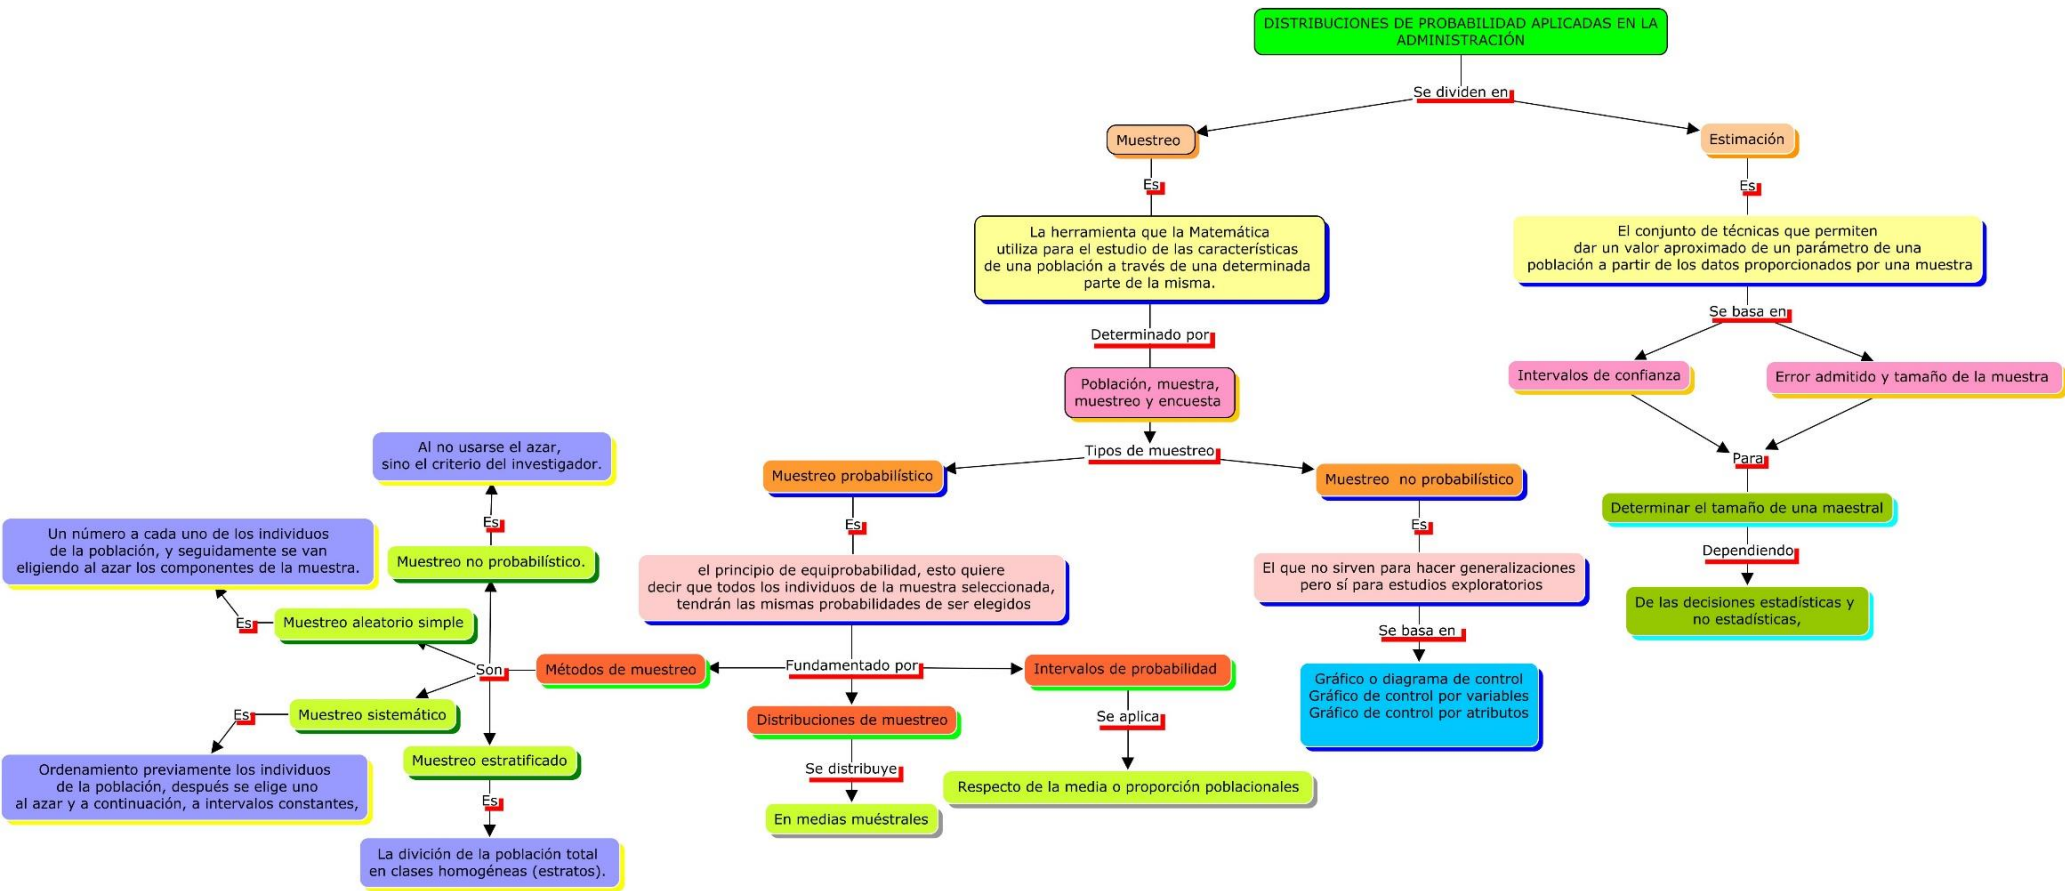 DISTRIBUCIONES DE PROBABILIDAD APLICADAS EN LA
ADMINISTRACIÓN
Se dividen en
Muestreo
Es
La herramienta que la Matemática
utiliza para el estudio de las características
de una población a través de una determinada
parte de la misma.
Determinado por
Población, muestra,
muestreo y encuesta
Tipos de muestreo
Muestreo probabilístico
Es
el principio de equiprobabilidad, esto quiere
decir que todos los individuos de la muestra seleccionada,
tendrán las mismas probabilidades de ser elegidos
Fundamentado por
Métodos de muestreo
Son
Muestreo no probabilístico.
Es
Al no usarse el azar,
sino el criterio del investigador.
Muestreo aleatorio simple
Es
Un número a cada uno de los individuos
de la población, y seguidamente se van
eligiendo al azar los componentes de la muestra.
Muestreo sistemático
Es
Ordenamiento previamente los individuos
de la población, después se elige uno
al azar y a continuación, a intervalos constantes,
Muestreo estratificado
Es
La divición de la población total
en clases homogéneas (estratos).
Distribuciones de muestreo
Se distribuye
En medias muéstrales
Intervalos de probabilidad
Se aplica
Respecto de la media o proporción poblacionales
Muestreo  no probabilístico
Es
El que no sirven para hacer generalizaciones
pero sí para estudios exploratorios
Se basa en
Gráfico o diagrama de control
Gráfico de control por variables
Gráfico de control por atributos
Estimación
Es
El conjunto de técnicas que permiten
dar un valor aproximado de un parámetro de una
población a partir de los datos proporcionados por una muestra
Se basa en
Intervalos de confianza
Error admitido y tamaño de la muestra
Para
Determinar el tamaño de una maestral
Dependiendo
De las decisiones estadísticas y
no estadísticas,